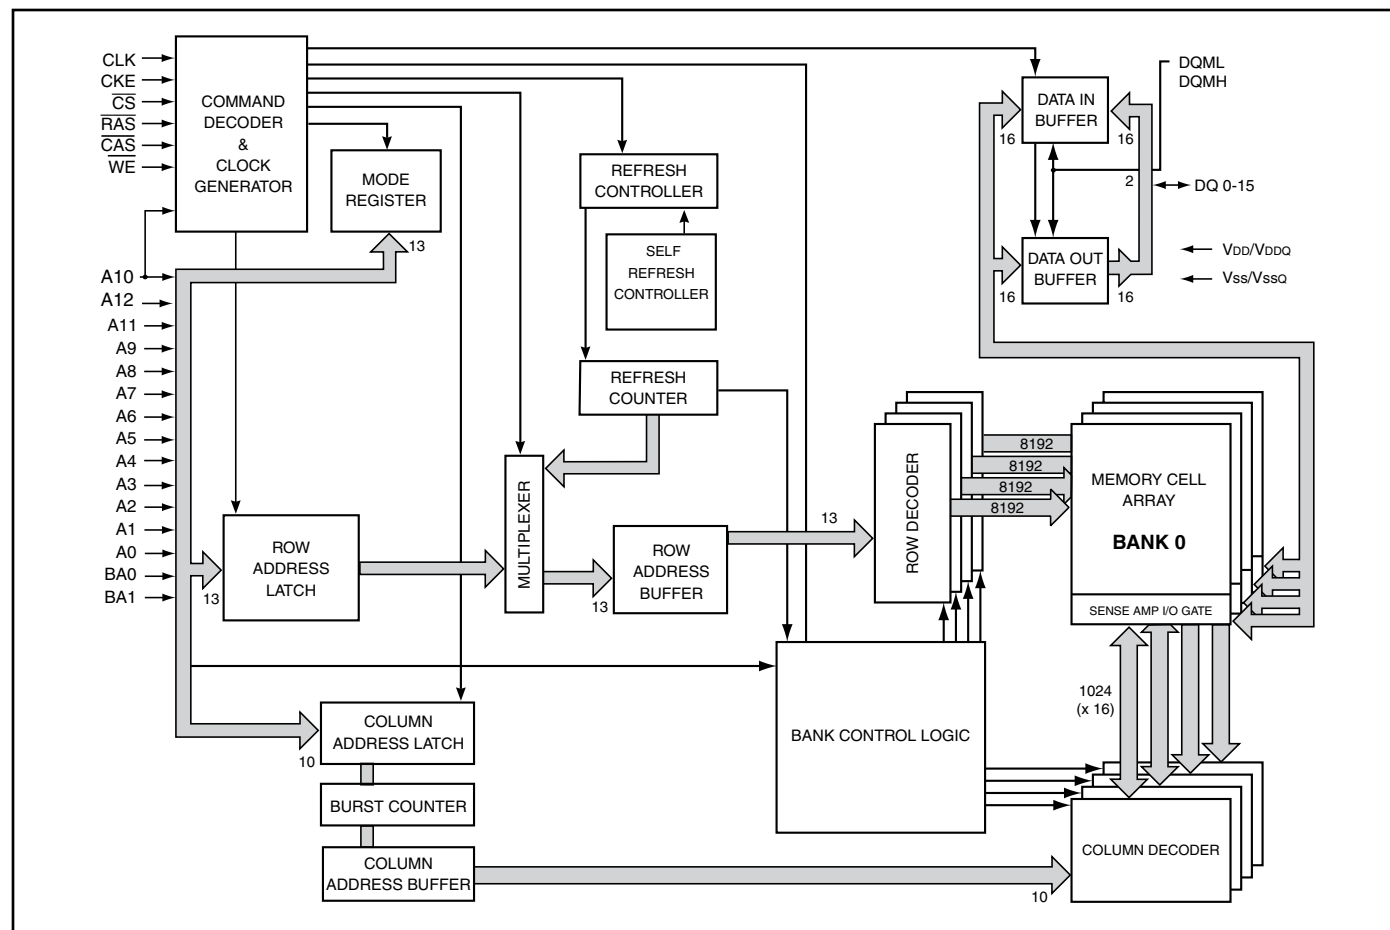 CLK
CKE
CS
RAS
CAS
WE
A10
A12
A11
A9
A8
A7
A6
A5
A4
A3
A2
A1
A0
BA0
BA1
COMMAND
DECODER
&
CLOCK
GENERATOR
MODE
REGISTER
13
REFRESH
CONTROLLER
SELF
REFRESH
CONTROLLER
REFRESH
COUNTER
DATA IN
BUFFER
16
16
DQML
DQMH
2
DQ 0-15
DATA OUT
BUFFER
16
16
VDD/VDDQ
Vss/VssQ
MULTIPLEXER
ROW
ADDRESS
LATCH
13
13
ROW
ADDRESS
BUFFER
13
ROW DECODER
8192
8192
8192
8192
MEMORY CELL
ARRAY
BANK 0
SENSE AMP I/O GATE
1024
(x 16)
BANK CONTROL LOGIC
COLUMN
ADDRESS LATCH
10
BURST COUNTER
COLUMN
ADDRESS BUFFER
10
COLUMN DECODER